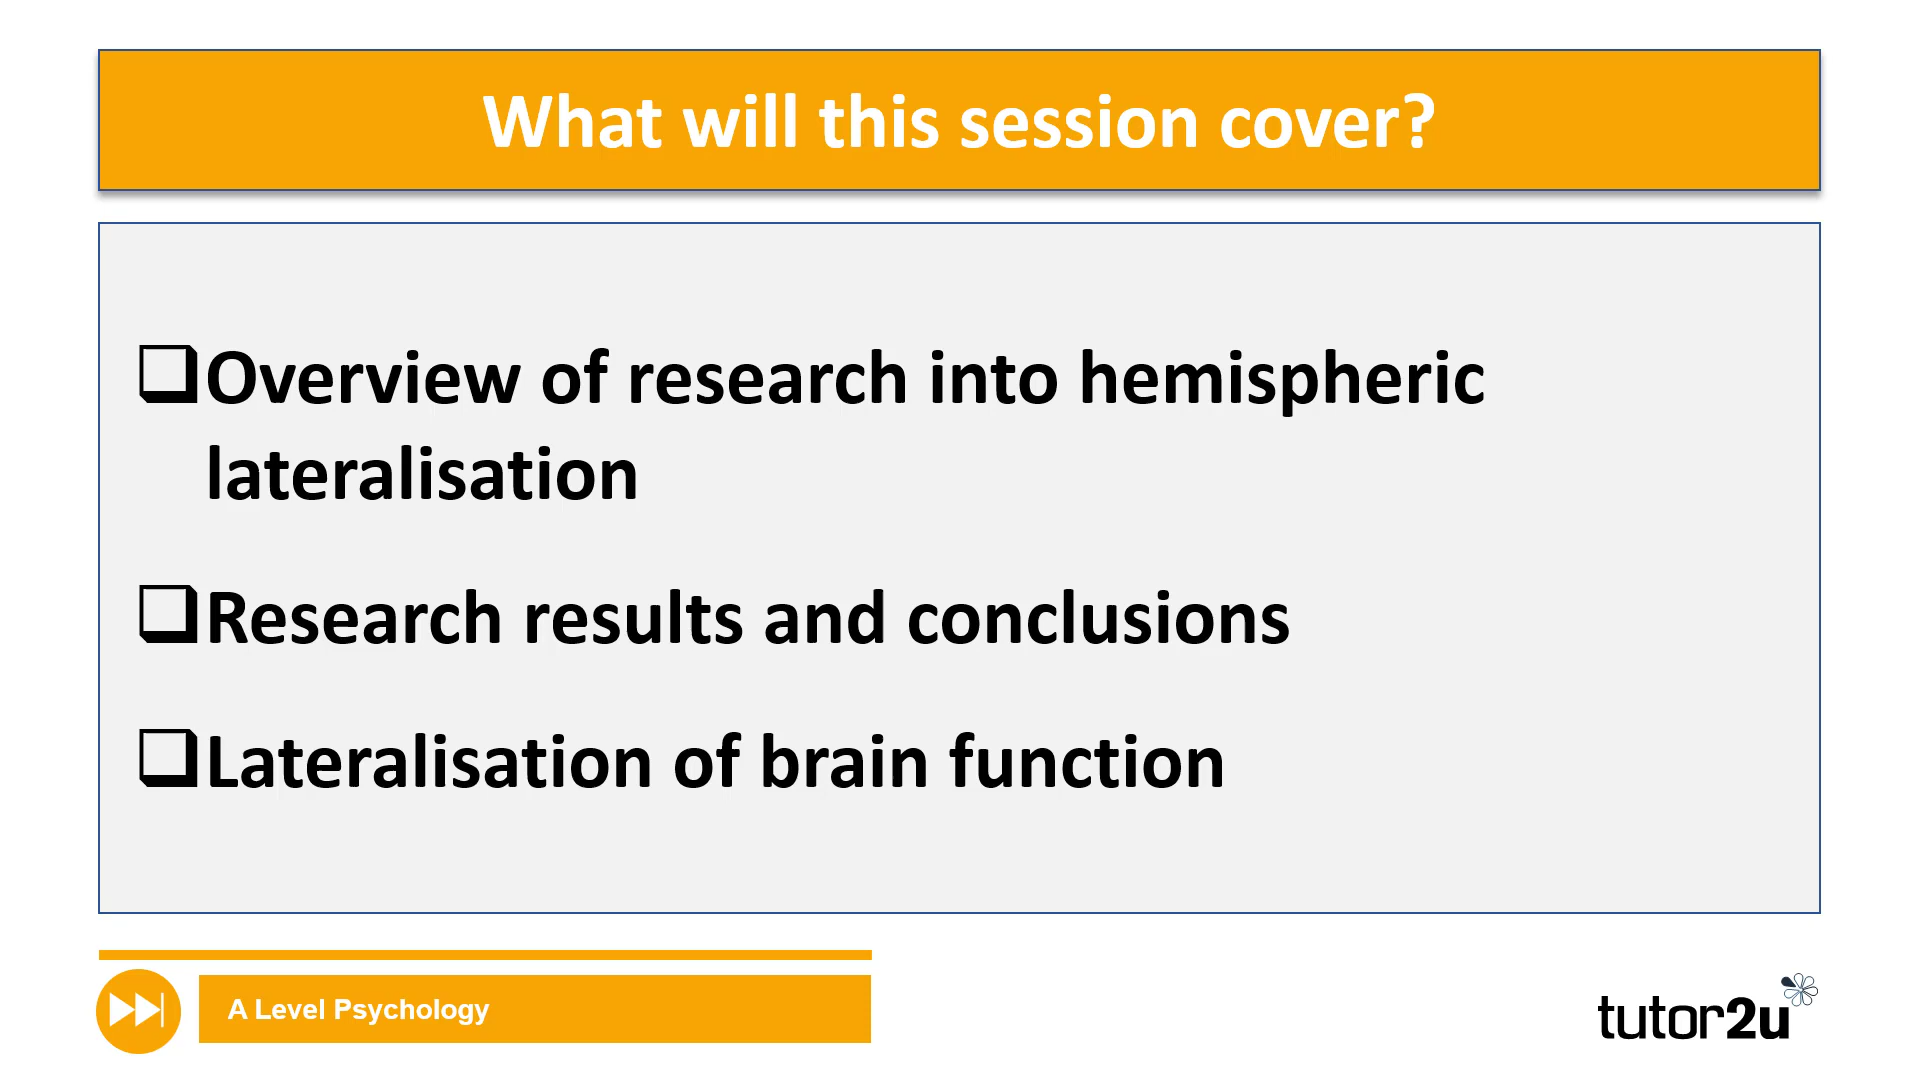 What will this session cover?
Overview of research into hemispheric
lateralisation
Research results and conclusions
Lateralisation of brain function
A Level Psychology
tutor2u